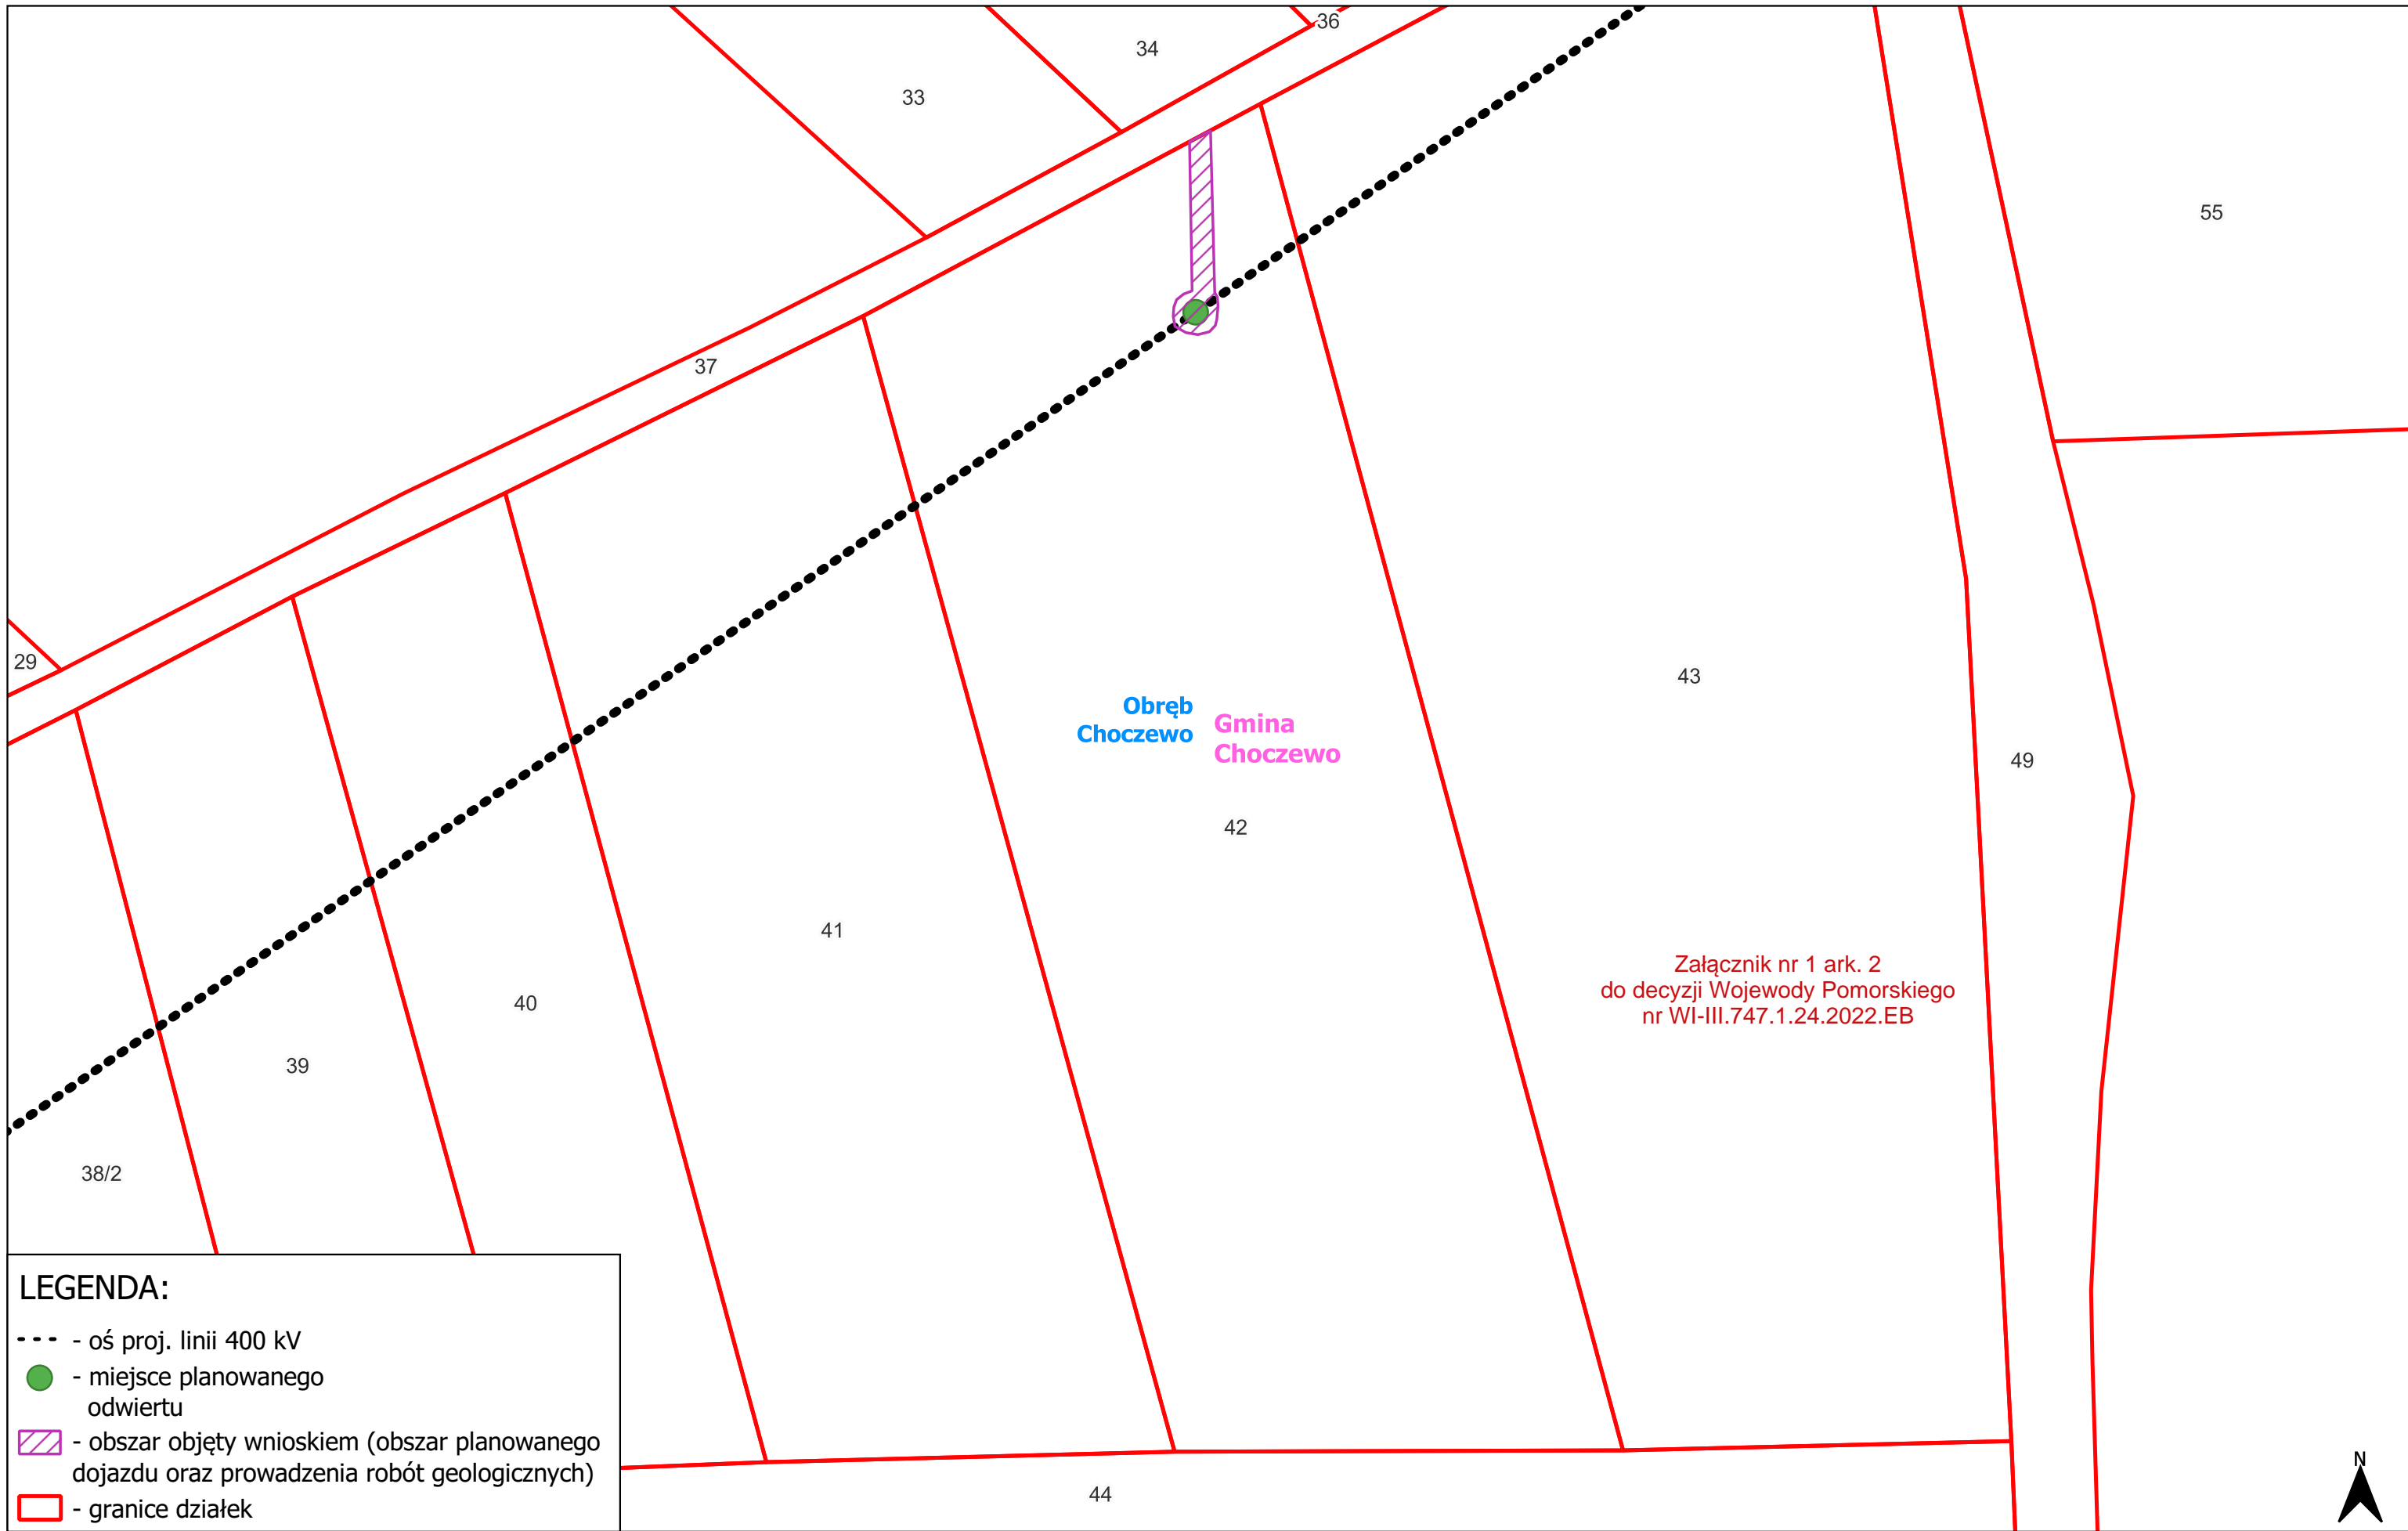 36
34
33
55
37
29
43
Obręb
Choczewo
Gmina
Choczewo
49
42
41
Załącznik nr 1 ark. 2
do decyzji Wojewody Pomorskiego
nr WI-III.747.1.24.2022.EB
40
39
38/2
LEGENDA:
- oś proj. linii 400 kV
- miejsce planowanego
odwiertu
- obszar objęty wnioskiem (obszar planowanego
dojazdu oraz prowadzenia robót geologicznych)
- granice działek
44
N